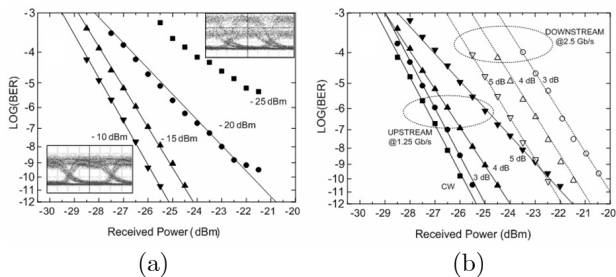 -3
-4
-5
-6
-7
-8
-9
-10
-11
-12
LOG(BER)
-30 -29 -28 -27 -26 -25 -24 -23 -22 -21 -20
Received Power (dBm)
- 10 dBm
- 15 dBm
- 20 dBm
- 25 dBm
(a)
-3
-4
-5
-6
-7
-8
-9
-10
-11
-12
LOG(BER)
-30 -29 -28 -27 -26 -25 -24 -23 -22 -21 -20
Received Power (dBm)
DOWNSTREAM
@2.5 Gb/s
5 dB
4 dB
3 dB
UPSTREAM
@1.25 Gb/s
CW
3 dB
4 dB
5 dB
(b)
a)
b)